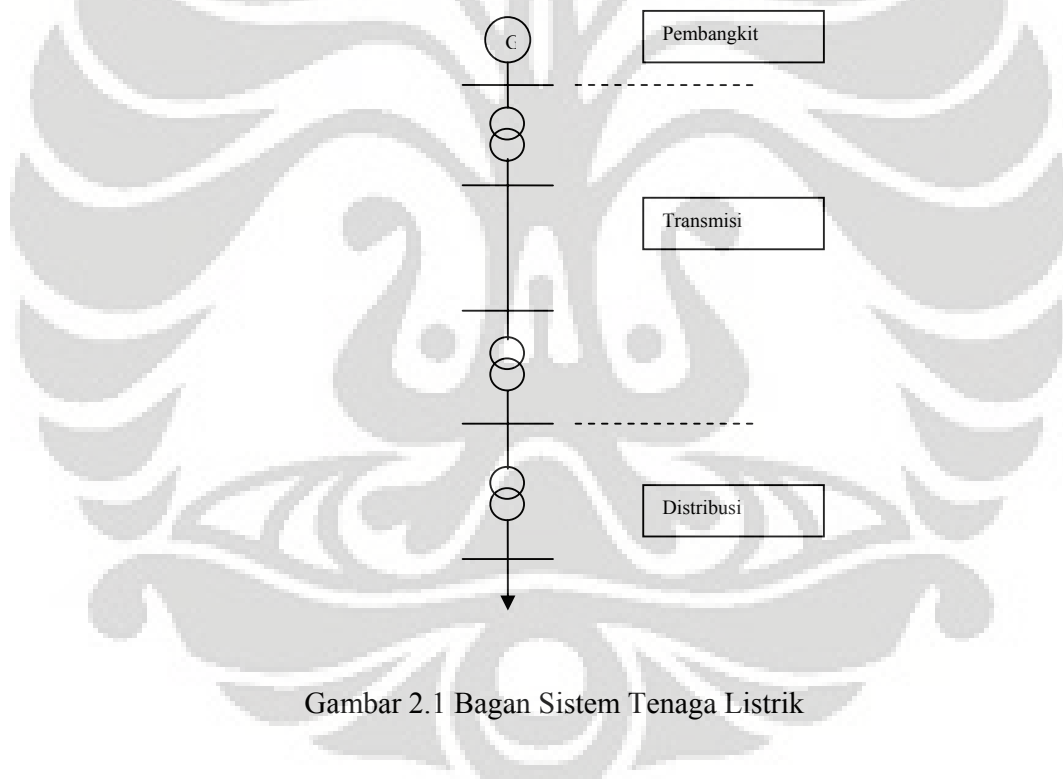 G
Pembangkit
Transmisi
Distribusi
Gambar 2.1 Bagan Sistem Tenaga Listrik